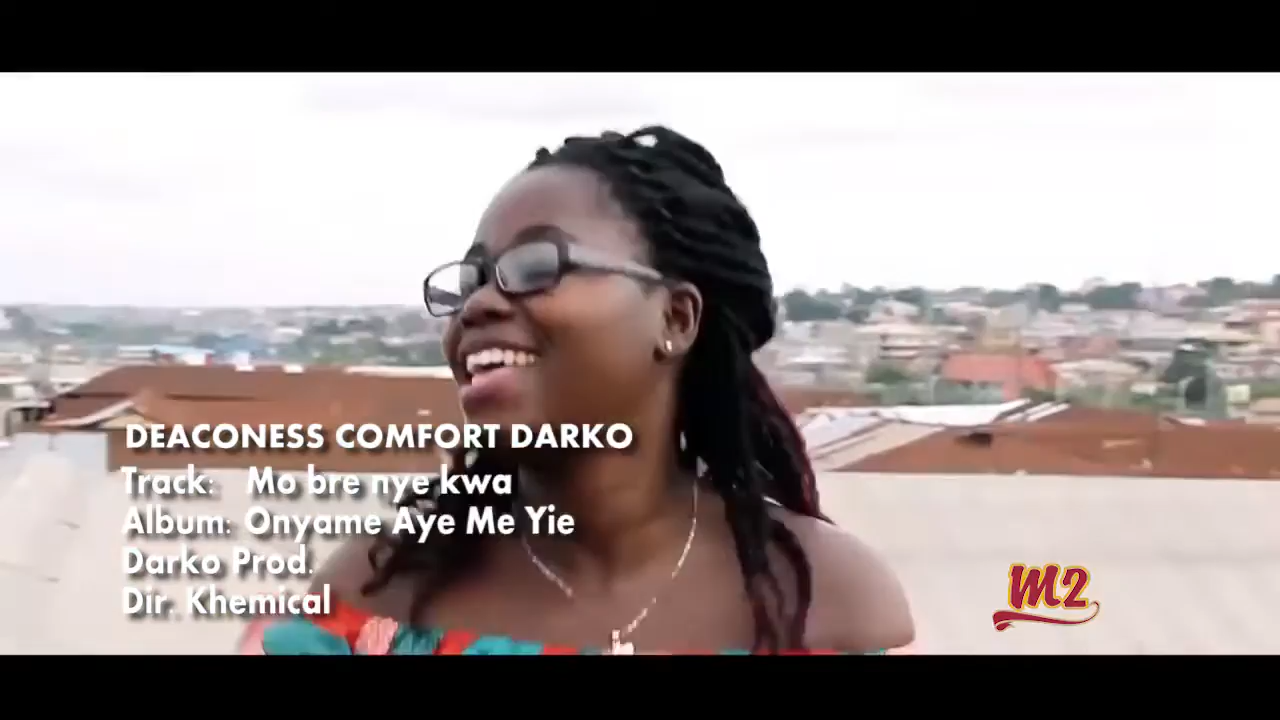 DEACONESS COMFORT DARKO
Track: Mo bre nye kwa
Album: Onyame Aye Me Yie
Darko Prod.
Dir. Khemical
M2